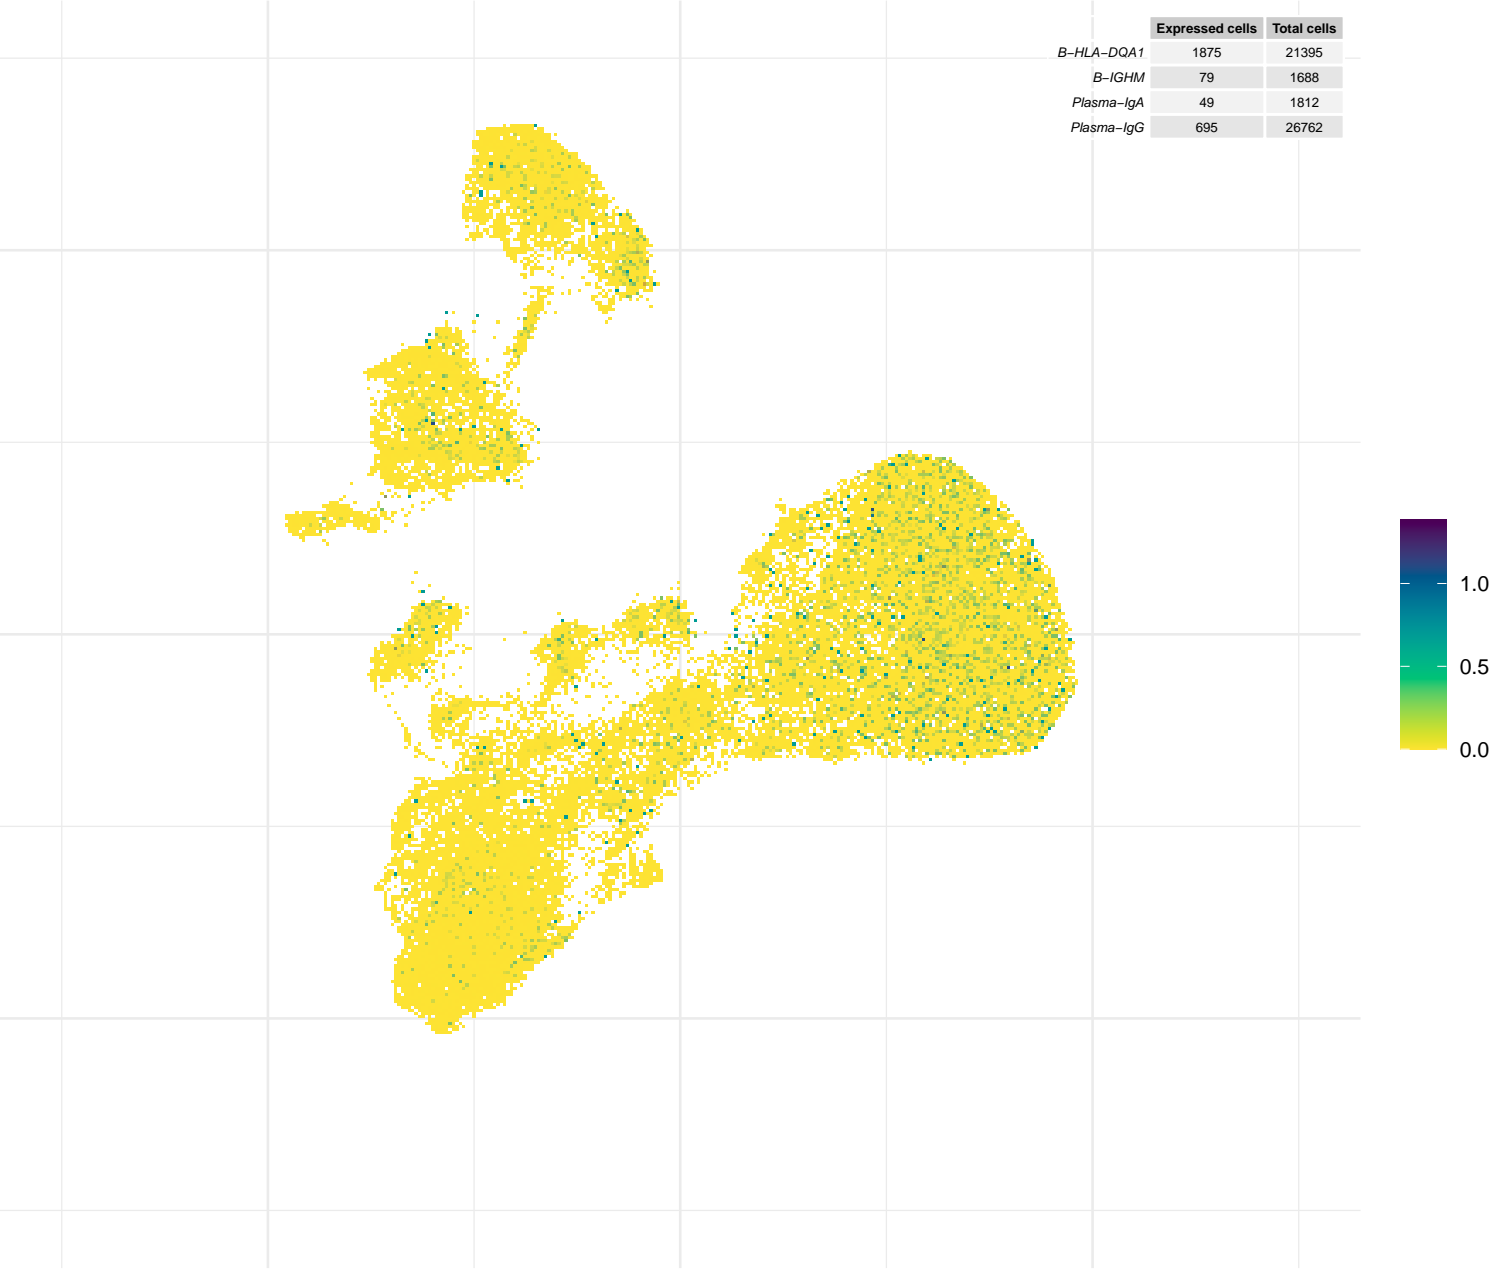 Expressed cells Total cells
B−HLA−DQA1 1875 21395
B−IGHM 79 1688
Plasma−IgA 49 1812
Plasma−IgG 695 26762
1.0
0.5
0.0